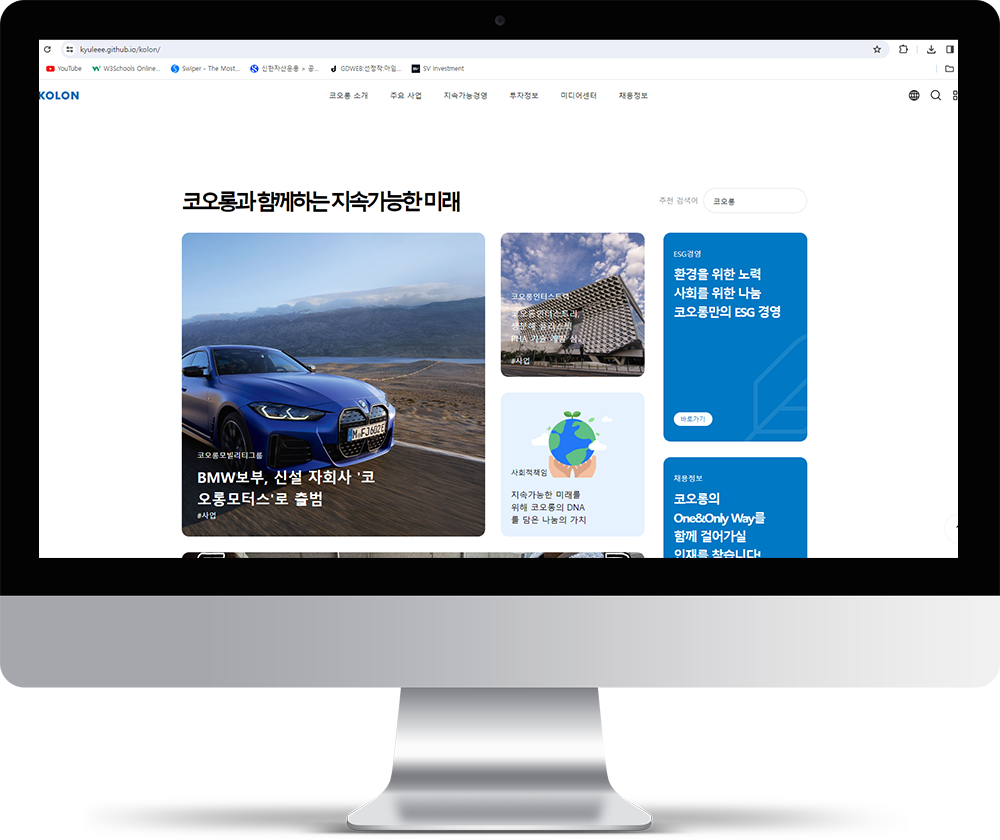 kyuleee.github.io/kolon/
YouTube
W3Schools Online...
Swiper - The Most...
신한자산운용 > 공...
GDWEB:선정작:아임...
SV Investment
KOLON
코오롱 소개
주요 사업
지속가능경영
투자정보
미디어센터
채용정보
코오롱과 함께하는 지속가능한 미래
추천 검색어
코오롱
코오롱모빌리티그룹
BMW보부, 신설 자회사 '코
오롱모터스'로 출범
#사업
M·FJ602E
코오롱인더스트리
코오롱인더스트리,
생분해 플라스틱
PHA 기술 개발 심...
#사업
사회적책임
지속가능한 미래를
위해 코오롱의 DNA
를 담은 나눔의 가치
ESG경영
환경을 위한 노력
사회를 위한 나눔
코오롱만의 ESG 경영
바로가기
채용정보
코오롱의
One&Only Way를
함께 걸어가실
인재를 찾습니다!